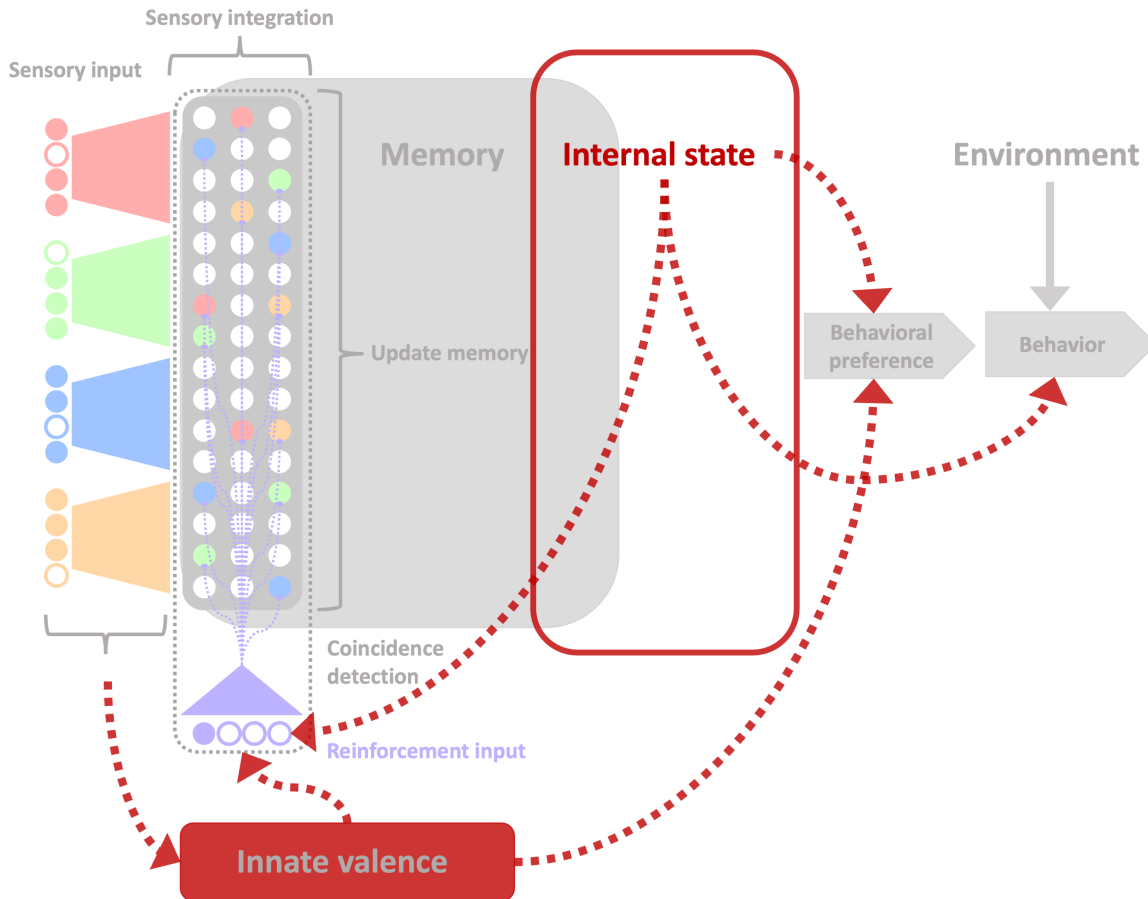 Sensory integration
Sensory input
Memory
Internal state
Environment
Update memory
Behavioral
preference
Behavior
Coincidence
detection
Reinforcement input
Innate valence